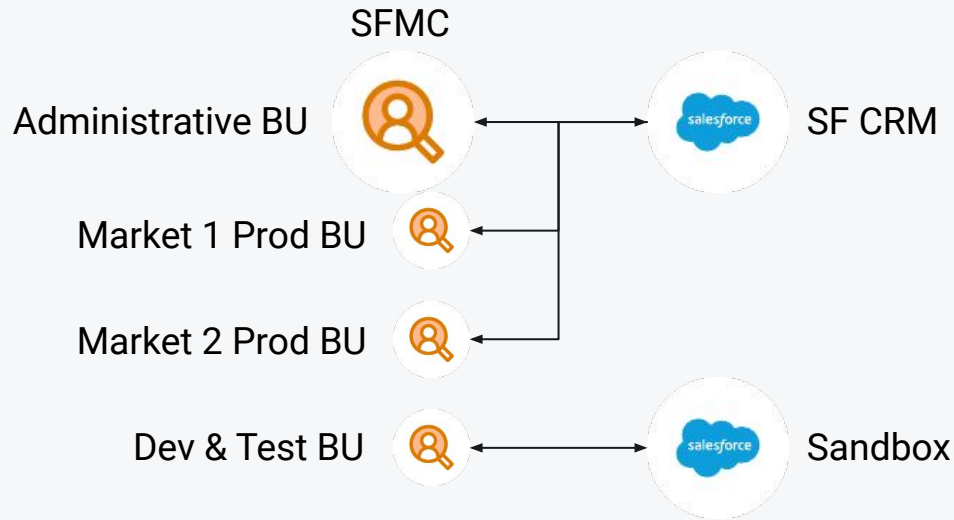 SFMC
Administrative BU
salesforce
SF CRM
Market 1 Prod BU
Market 2 Prod BU
Dev & Test BU
salesforce
Sandbox